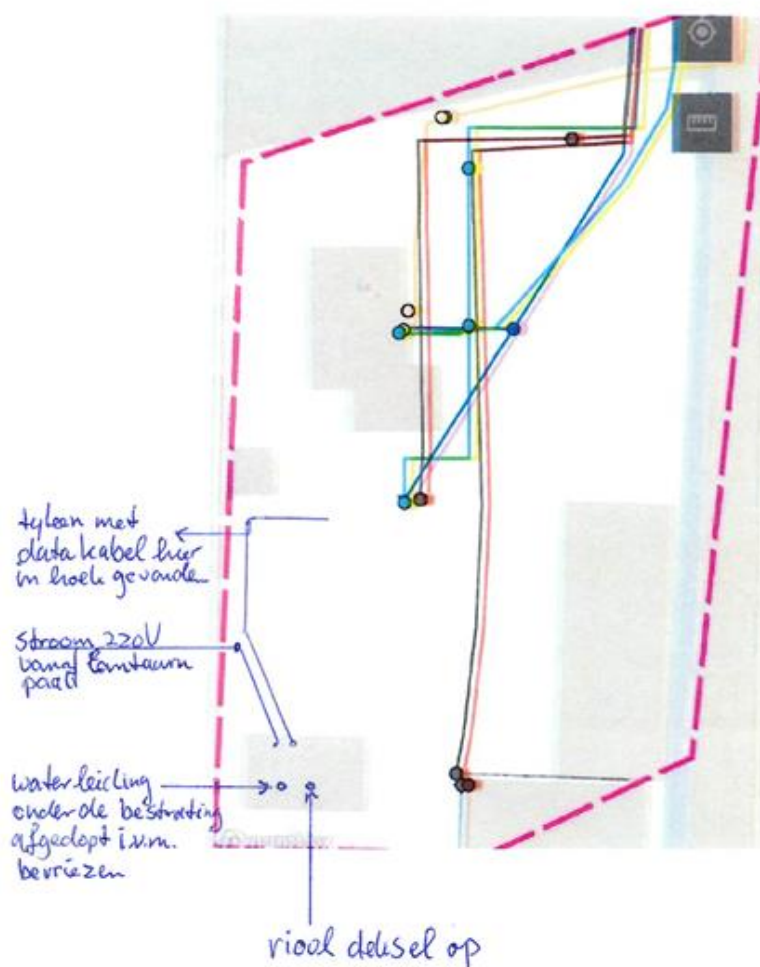 tyleen met
data kabel hier
in hoek gevonden
stroom 220V
vanaf lantaarn
paal
waterleiding
onder de bestrating
afgedopt i.v.m.
bevriezen
riool deksel op